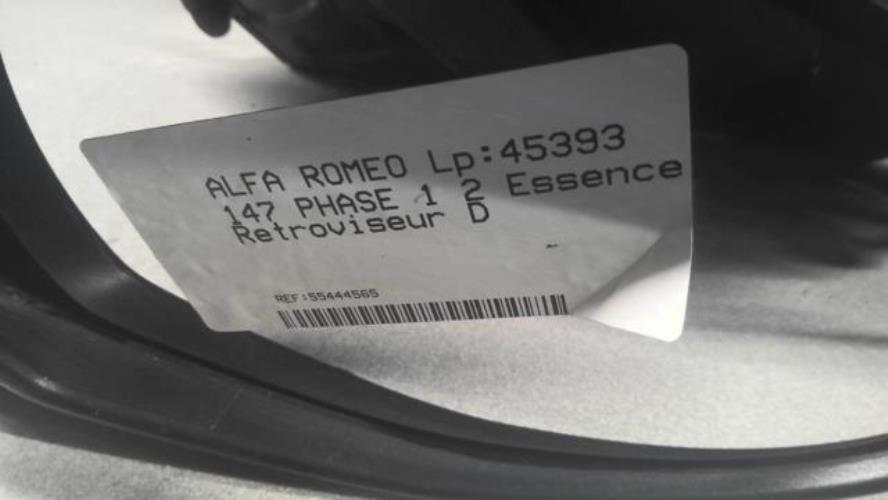 ALFA ROMEO Lp:45393
147 PHASE 1 2 Essence
Retroviseur D
REF:55444565